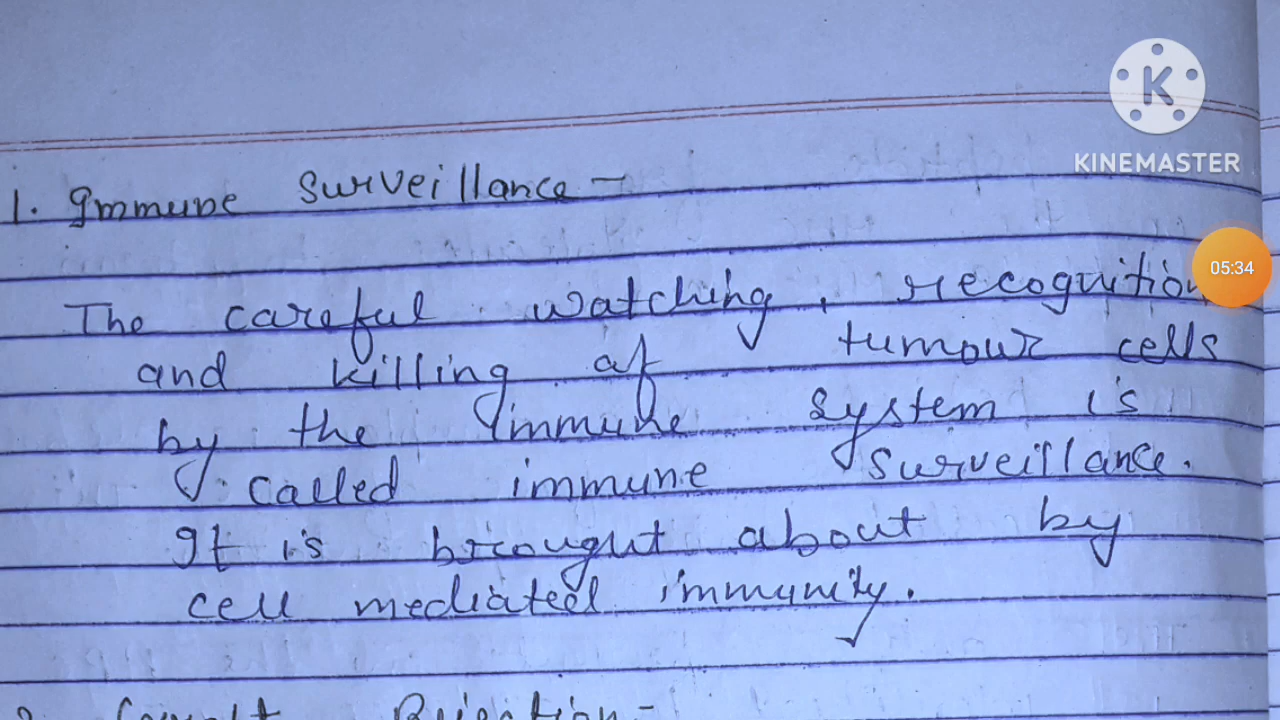 K
KINEMASTER
1. Immune Surveillance -
The careful watching, recognition
05:34
and killing of tumour cells
by the Immune system is
called immune surveillance.
It is brought about by
cell mediated immunity.
Rejection-